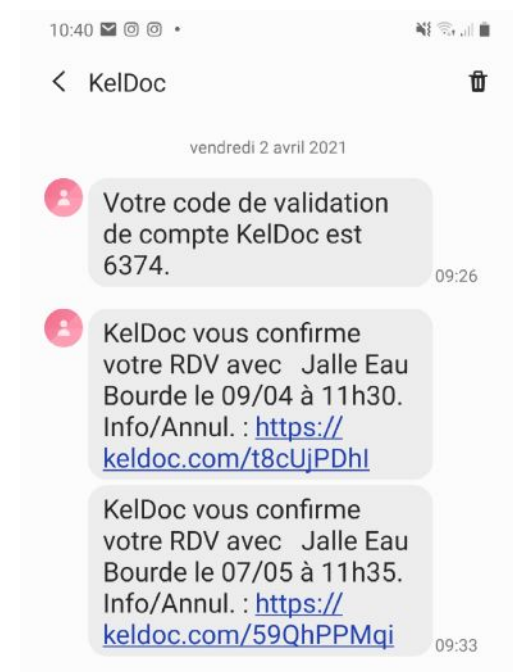 10:40
KelDoc
vendredi 2 avril 2021
Votre code de validation
de compte KelDoc est
6374.
09:26
KelDoc vous confirme
votre RDV avec   Jalle Eau
Bourde le 09/04 à 11h30.
Info/Annul. : https://
keldoc.com/t8cUjPDhI
KelDoc vous confirme
votre RDV avec   Jalle Eau
Bourde le 07/05 à 11h35.
Info/Annul. : https://
keldoc.com/59QhPPMqi
09:33